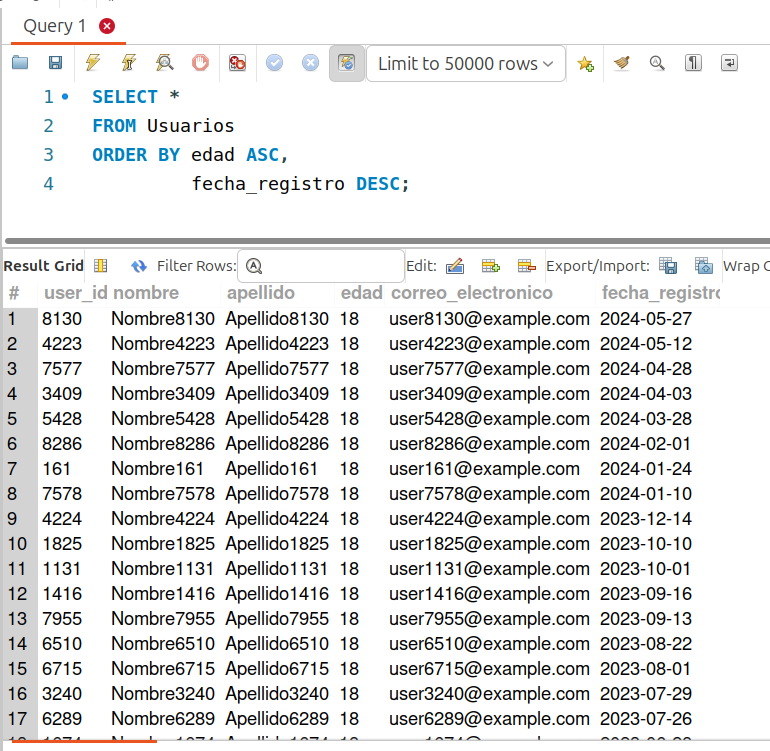 Query 1
Limit to 50000 rows
1 SELECT *
2 FROM Usuarios
3 ORDER BY edad ASC,
4 fecha_registro DESC;
Result Grid Filter Rows: Edit: Export/Import: Wrap C
# user_id nombre apellido edad correo_electronico fecha_registro
1 8130 Nombre8130 Apellido8130 18 user8130@example.com 2024-05-27
2 4223 Nombre4223 Apellido4223 18 user4223@example.com 2024-05-12
3 7577 Nombre7577 Apellido7577 18 user7577@example.com 2024-04-28
4 3409 Nombre3409 Apellido3409 18 user3409@example.com 2024-04-03
5 5428 Nombre5428 Apellido5428 18 user5428@example.com 2024-03-28
6 8286 Nombre8286 Apellido8286 18 user8286@example.com 2024-02-01
7 161 Nombre161 Apellido161 18 user161@example.com 2024-01-24
8 7578 Nombre7578 Apellido7578 18 user7578@example.com 2024-01-10
9 4224 Nombre4224 Apellido4224 18 user4224@example.com 2023-12-14
10 1825 Nombre1825 Apellido1825 18 user1825@example.com 2023-10-10
11 1131 Nombre1131 Apellido1131 18 user1131@example.com 2023-10-01
12 1416 Nombre1416 Apellido1416 18 user1416@example.com 2023-09-16
13 7955 Nombre7955 Apellido7955 18 user7955@example.com 2023-09-13
14 6510 Nombre6510 Apellido6510 18 user6510@example.com 2023-08-22
15 6715 Nombre6715 Apellido6715 18 user6715@example.com 2023-08-01
16 3240 Nombre3240 Apellido3240 18 user3240@example.com 2023-07-29
17 6289 Nombre6289 Apellido6289 18 user6289@example.com 2023-07-26